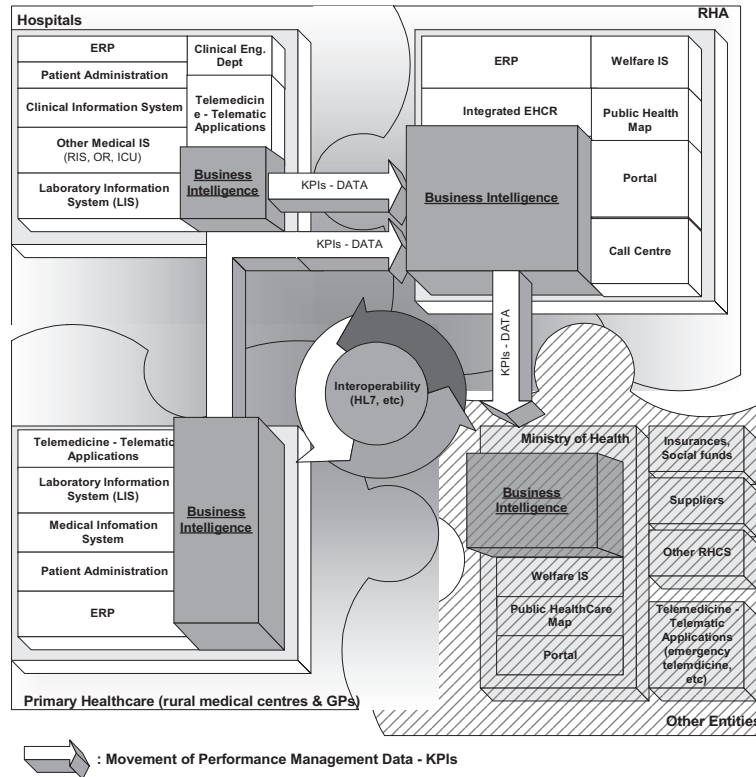 Hospitals
ERP
Patient Administration
Clinical Information System
Other Medical IS
(RIS, OR, ICU)
Laboratory Information
System (LIS)
Clinical Eng.
Dept
Telemedicin
e - Telematic
Applications
Business
Intelligence
KPIs - DATA
KPIs - DATA
RHA
ERP
Integrated EHCR
Welfare IS
Public Health
Map
Portal
Call Centre
Business Intelligence
KPIs - DATA
Interoperability
(HL7, etc)
Telemedicine - Telematic
Applications
Laboratory Information
System (LIS)
Medical Infomation
System
Patient Administration
ERP
Business
Intelligence
Primary Healthcare (rural medical centres & GPs)
Ministry of Health
Business
Intelligence
Welfare IS
Public HealthCare
Map
Portal
Insurances,
Social funds
Suppliers
Other RHCS
Telemedicine -
Telematic
Applications
(emergency
telemdicine,
etc)
Other Entities
: Movement of Performance Management Data - KPIs